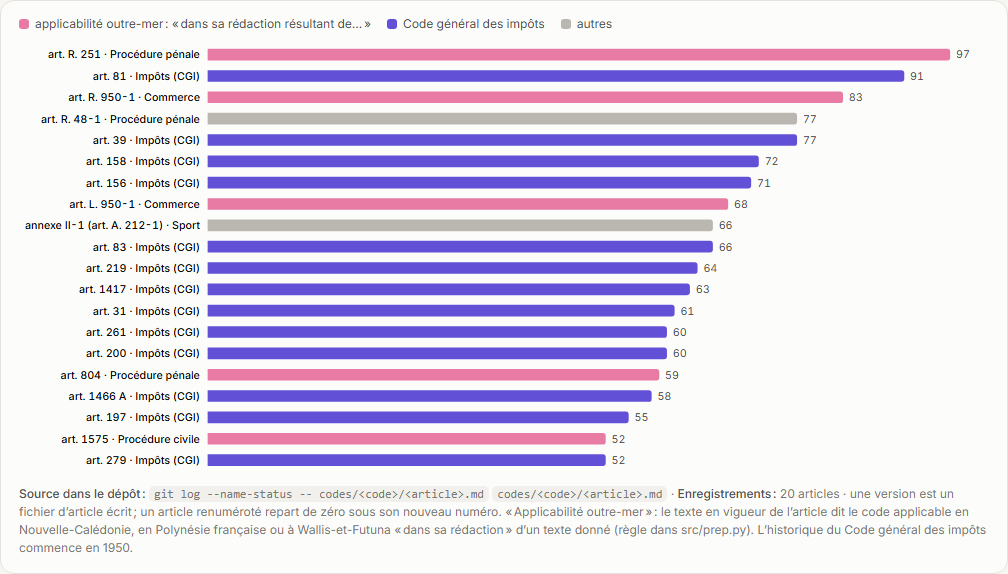 applicabilité outre-mer : « dans sa rédaction résultant de… » Code général des impôts autres
art. R. 251 · Procédure pénale 97
art. 81 · Impôts (CGI) 91
art. R. 950-1 · Commerce 83
art. R. 48-1 · Procédure pénale 77
art. 39 · Impôts (CGI) 77
art. 158 · Impôts (CGI) 72
art. 156 · Impôts (CGI) 71
art. L. 950-1 · Commerce 68
annexe II-1 (art. A. 212-1) · Sport 66
art. 83 · Impôts (CGI) 66
art. 219 · Impôts (CGI) 64
art. 1417 · Impôts (CGI) 63
art. 31 · Impôts (CGI) 61
art. 261 · Impôts (CGI) 60
art. 200 · Impôts (CGI) 60
art. 804 · Procédure pénale 59
art. 1466 A · Impôts (CGI) 58
art. 197 · Impôts (CGI) 55
art. 1575 · Procédure civile 52
art. 279 · Impôts (CGI) 52
Source dans le dépôt : git log --name-status -- codes/<code>/<article>.md codes/<code>/<article>.md · Enregistrements : 20 articles · une version est un
fichier d’article écrit ; un article renuméroté repart de zéro sous son nouveau numéro. « Applicabilité outre-mer » : le texte en vigueur de l’article dit le code applicable en
Nouvelle-Calédonie, en Polynésie française ou à Wallis-et-Futuna « dans sa rédaction » d’un texte donné (règle dans src/prep.py). L’historique du Code général des impôts
commence en 1950.